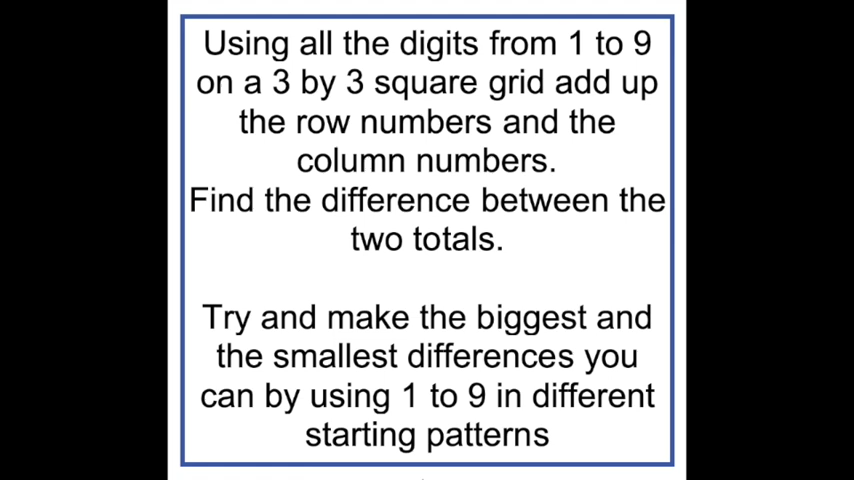 Using all the digits from 1 to 9
on a 3 by 3 square grid add up
the row numbers and the
column numbers.
Find the difference between the
two totals.
Try and make the biggest and
the smallest differences you
can by using 1 to 9 in different
starting patterns